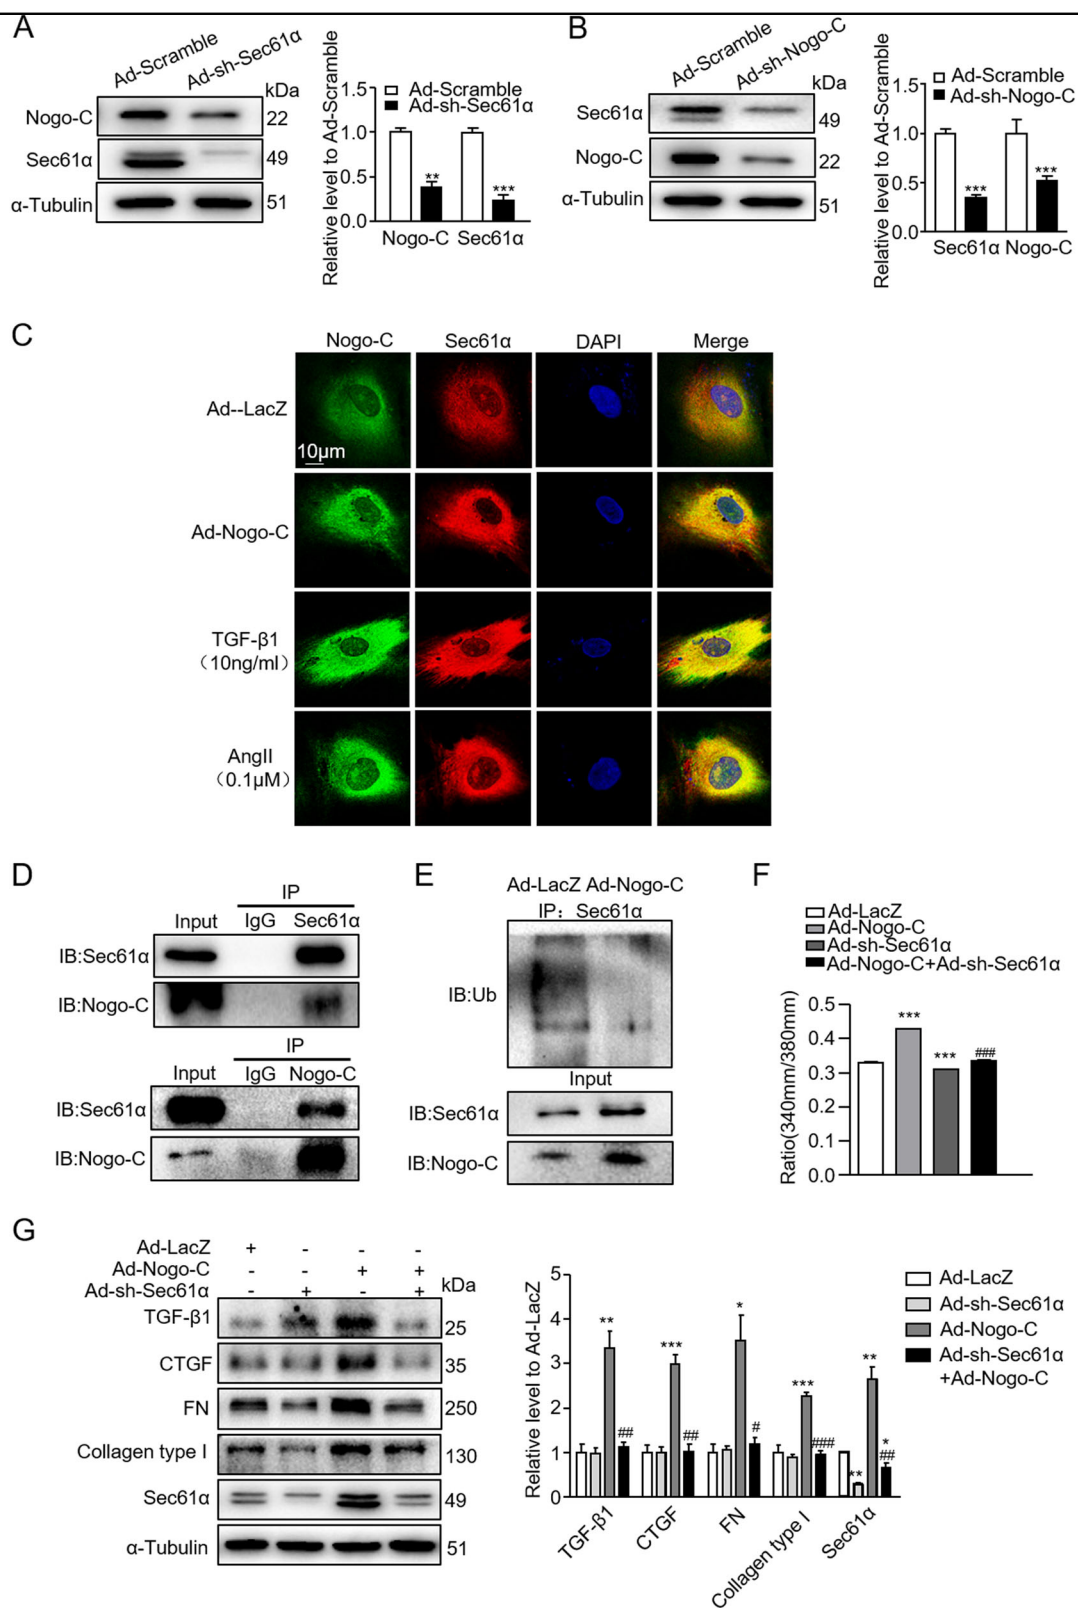 A
Ad-Scramble
Ad-sh-Sec61α
kDa
Nogo-C
22
Sec61α
49
α-Tubulin
51
Relative level to Ad-Scramble
1.5
1.0
0.5
0.0
Ad-Scramble
Ad-sh-Sec61α
**
***
Nogo-C Sec61α
B
Ad-Scramble
Ad-sh-Nogo-C
kDa
Sec61α
49
Nogo-C
22
α-Tubulin
51
Relative level to Ad-Scramble
1.5
1.0
0.5
0.0
Ad-Scramble
Ad-sh-Nogo-C
***
***
Sec61α Nogo-C
C
Nogo-C Sec61α DAPI Merge
Ad--LacZ
10μm
Ad-Nogo-C
TGF-β1
（10ng/ml）
AngII
（0.1μM）
D
IP
Input IgG Sec61α
IB:Sec61α
IB:Nogo-C
IP
Input IgG Nogo-C
IB:Sec61α
IB:Nogo-C
E
Ad-LacZ Ad-Nogo-C
IP： Sec61α
IB:Ub
Input
IB:Sec61α
IB:Nogo-C
F
Ad-LacZ
Ad-Nogo-C
Ad-sh-Sec61α
Ad-Nogo-C+Ad-sh-Sec61α
Ratio(340mm/380mm)
0.5
0.4
0.3
0.2
0.1
0.0
***
***
###
G
Ad-LacZ + - - -
Ad-Nogo-C - - + +
Ad-sh-Sec61α - + - +
kDa
TGF-β1
25
CTGF
35
FN
250
Collagen type I
130
Sec61α
49
α-Tubulin
51
Relative level to Ad-LacZ
5
4
3
2
1
0
**
##
***
##
*
#
***
###
**
**
*
##
TGF-β1
CTGF
FN
Collagen type I
Sec61α
Ad-LacZ
Ad-sh-Sec61α
Ad-Nogo-C
Ad-sh-Sec61α
+Ad-Nogo-C